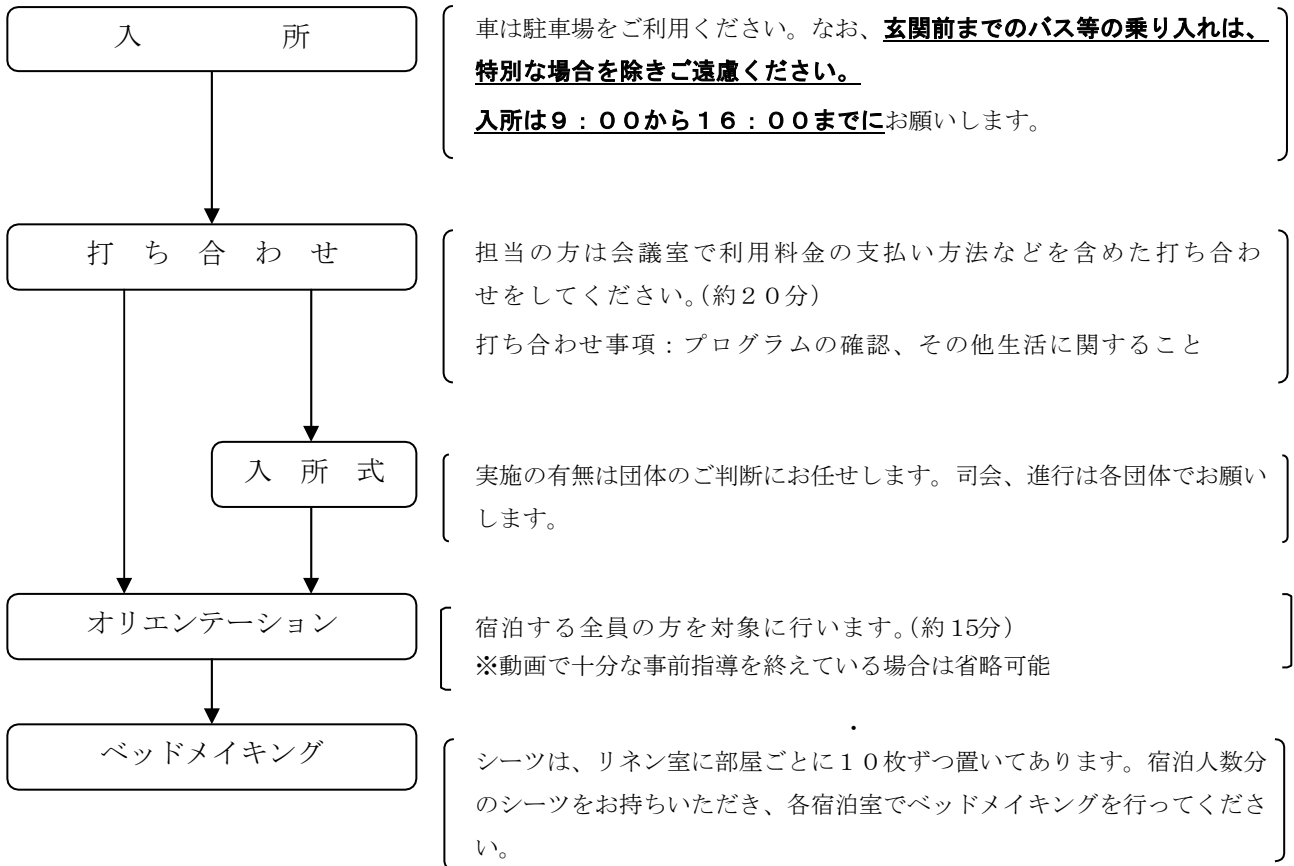 入　　　　所
車は駐車場をご利用ください。なお、玄関前までのバス等の乗り入れは、
特別な場合を除きご遠慮ください。
入所は９：００から１６：００までにお願いします。
打 ち 合 わ せ
担当の方は会議室で利用料金の支払い方法などを含めた打ち合わ
せをしてください。（約２０分）
打ち合わせ事項：プログラムの確認、その他生活に関すること
入 所 式
実施の有無は団体のご判断にお任せします。司会、進行は各団体でお願い
します。
オリエンテーション
宿泊する全員の方を対象に行います。（約 15分）
※動画で十分な事前指導を終えている場合は省略可能
ベッドメイキング
シーツは、リネン室に部屋ごとに１０枚ずつ置いてあります。宿泊人数分
のシーツをお持ちいただき、各宿泊室でベッドメイキングを行ってくださ
い。